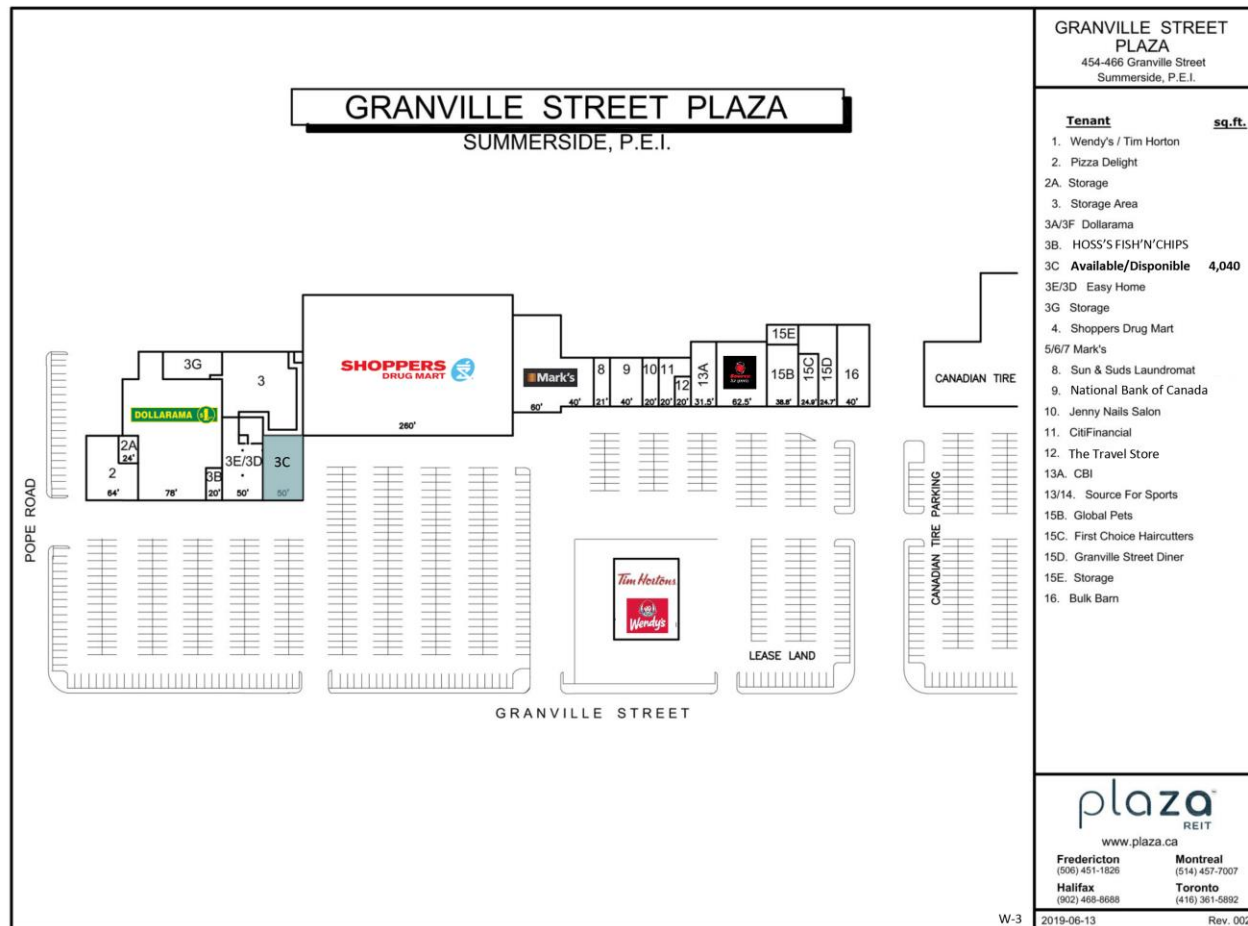 GRANVILLE STREET PLAZA
SUMMERSIDE, P.E.I.
3G
3
DOLLARAMA
2A
24'
2
64'
78'
3B
20'
3E/3D
50'
3C
50'
SHOPPERS
DRUG MART
260'
Mark's
60'
40'
8
21'
9
40'
10
20'
11
20'
12
20'
13A
31.5'
62.5'
15E
15B
38.8'
15C
24.9'
15D
24.7'
16
40'
CANADIAN TIRE
POPE ROAD
CANADIAN TIRE PARKING
Tim Hortons
Wendy's
LEASE LAND
GRANVILLE STREET
W-3
GRANVILLE STREET
PLAZA
454-466 Granville Street
Summerside, P.E.I.
Tenant sq.ft.
1. Wendy's / Tim Horton
2. Pizza Delight
2A. Storage
3. Storage Area
3A/3F Dollarama
3B. HOSS'S FISH'N'CHIPS
3C Available/Disponible 4,040
3E/3D Easy Home
3G Storage
4. Shoppers Drug Mart
5/6/7 Mark's
8. Sun & Suds Laundromat
9. National Bank of Canada
10. Jenny Nails Salon
11. CitiFinancial
12. The Travel Store
13A. CBI
13/14. Source For Sports
15B. Global Pets
15C. First Choice Haircutters
15D. Granville Street Diner
15E. Storage
16. Bulk Barn
plaza
REIT
www.plaza.ca
Fredericton Montreal
(506) 451-1826 (514) 457-7007
Halifax Toronto
(902) 468-8688 (416) 361-5892
2019-06-13 Rev. 002